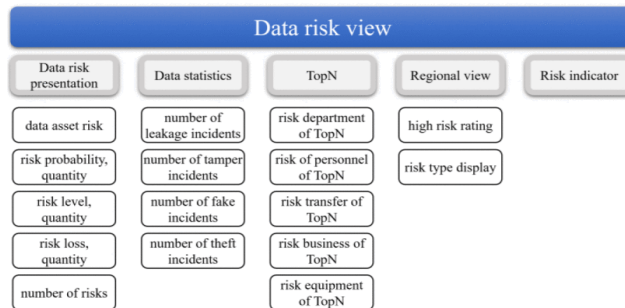 Data risk view
Data risk
presentation
Data statistics
TopN
Regional view
Risk indicator
data asset risk
risk probability,
quantity
risk level,
quantity
risk loss,
quantity
number of risks
number of
leakage incidents
number of tamper
incidents
number of fake
incidents
number of theft
incidents
risk department
of TopN
risk of personnel
of TopN
risk transfer of
TopN
risk business of
TopN
risk equipment
of TopN
high risk rating
risk type display